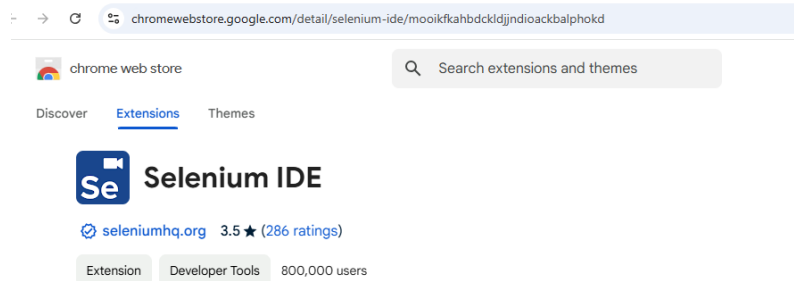 chromewebstore.google.com/detail/selenium-ide/mooikfkahbdckldjjndioackbalphokd
chrome web store
Search extensions and themes
Discover Extensions Themes
Se
Selenium IDE
seleniumhq.org 3.5 ★ (286 ratings)
Extension Developer Tools 800,000 users